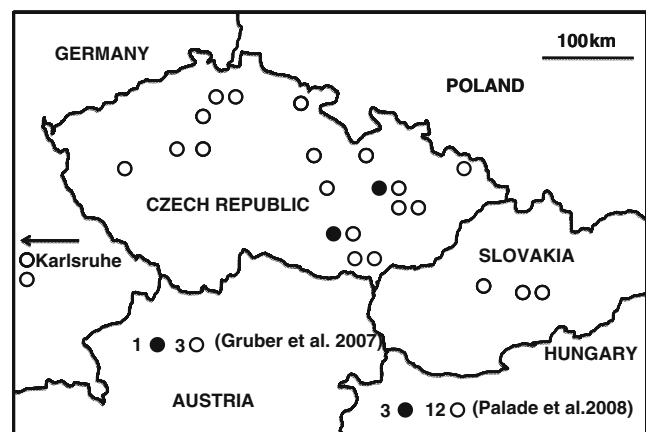 GERMANY
100km
POLAND
CZECH REPUBLIC
SLOVAKIA
Karlsruhe
1 3 (Gruber et al. 2007)
HUNGARY
AUSTRIA
3 12 (Palade et al.2008)